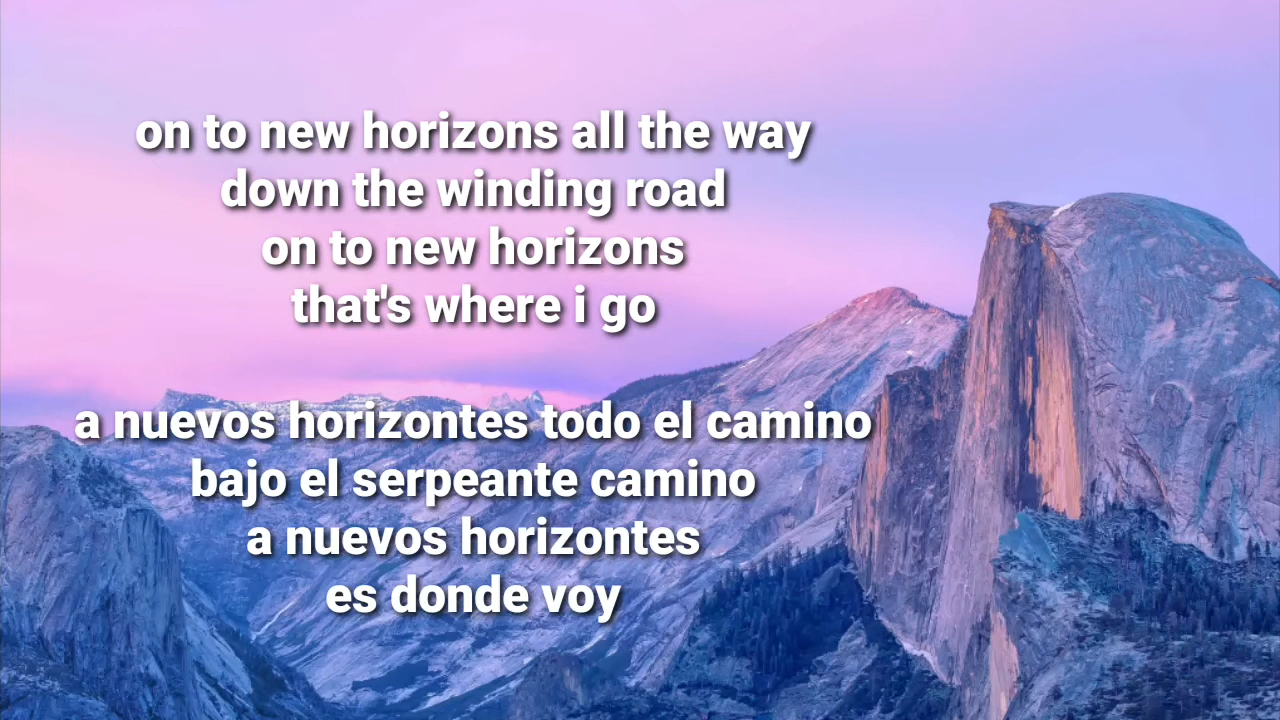 on to new horizons all the way
down the winding road
on to new horizons
that's where i go
a nuevos horizontes todo el camino
bajo el serpeante camino
a nuevos horizontes
es donde voy